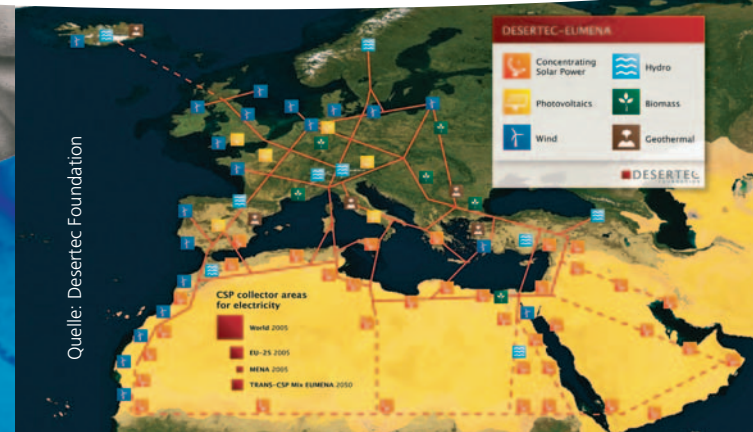 Quelle: Desertec Foundation
DESERTEC-EUMENA
Concentrating
Solar Power
Hydro
Photovoltaics
Biomass
Wind
Geothermal
DESERTEC
FOUNDATION
CSP collector areas
for electricity
World 2005
EU-25 2005
MENA 2005
TRANS-CSP Mix EUMENA 2050